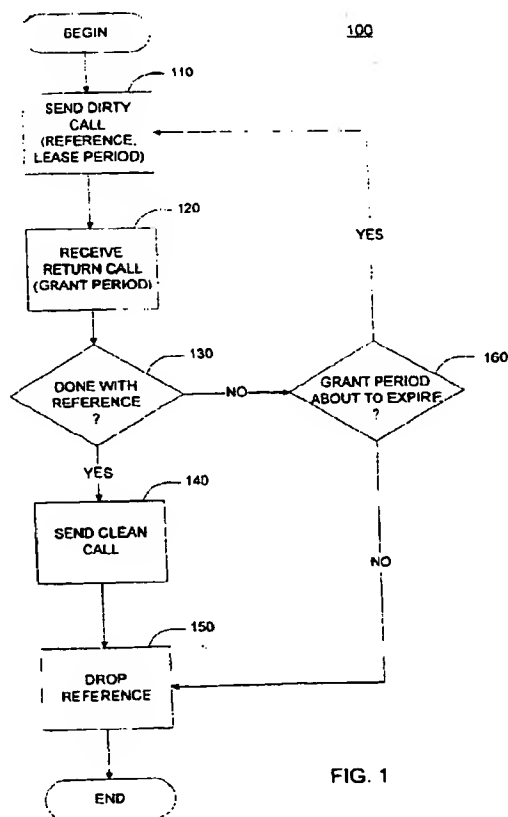 BEGIN
100
110
SEND DIRTY
CALL
(REFERENCE,
LEASE PERIOD)
120
YES
RECEIVE
RETURN CALL
(GRANT PERIOD)
130
160
DONE WITH
REFERENCE
?
NO
GRANT PERIOD
ABOUT TO EXPIRE
?
YES
140
SEND CLEAN
CALL
NO
150
DROP
REFERENCE
END
FIG. 1